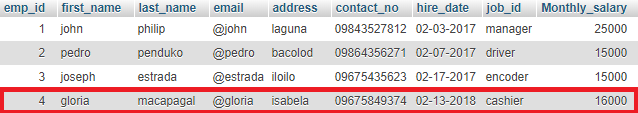 emp_id first_name last_name email address contact_no hire_date job_id Monthly_salary
1 john philip @john laguna 09843527812 02-03-2017 manager 25000
2 pedro penduko @pedro bacolod 09864356271 02-07-2017 driver 15000
3 joseph estrada @estrada iloilo 09675435623 02-17-2017 encoder 15000
4 gloria macapagal @gloria isabela 09675849374 02-13-2018 cashier 16000